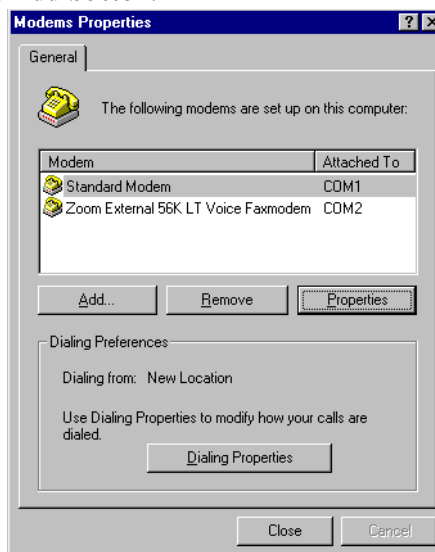 Modems Properties
General
The following modems are set up on this computer:
Modem Attached To
Standard Modem COM1
Zoom External 56K LT Voice Faxmodem COM2
Add... Remove Properties
Dialing Preferences
Dialing from: New Location
Use Dialing Properties to modify how your calls are
dialed.
Dialing Properties
Close Cancel